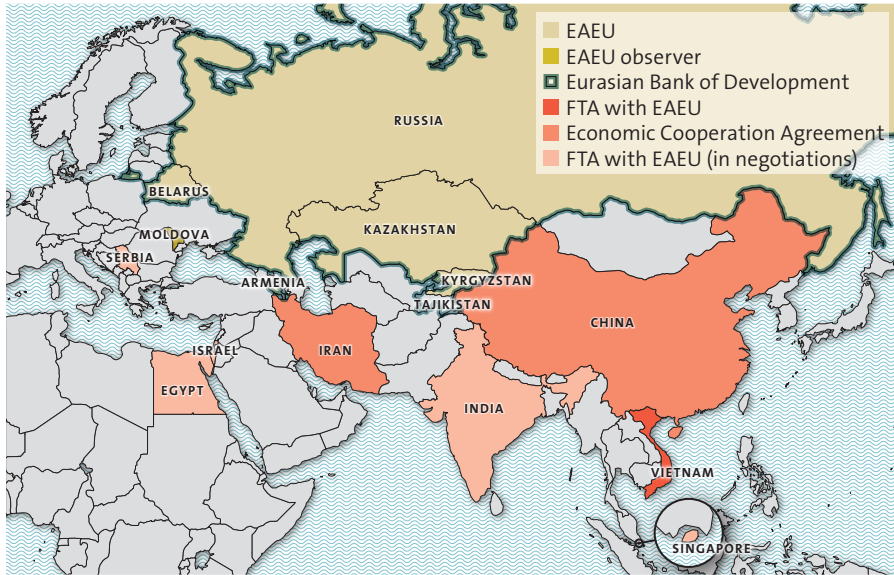 EAEU
EAEU observer
Eurasian Bank of Development
FTA with EAEU
Economic Cooperation Agreement
FTA with EAEU (in negotiations)
RUSSIA
BELARUS
MOLDOVA
KAZAKHSTAN
SERBIA
ARMENIA
KYRGYZSTAN
TAJIKISTAN
CHINA
ISRAEL
IRAN
EGYPT
INDIA
VIETNAM
SINGAPORE